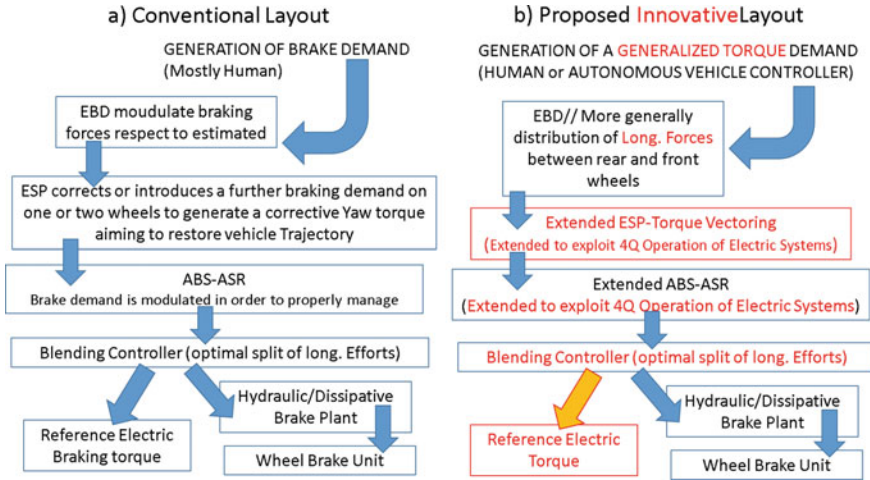 a) Conventional Layout
GENERATION OF BRAKE DEMAND
(Mostly Human)
EBD moudulate braking
forces respect to estimated
ESP corrects or introduces a further braking demand on
one or two wheels to generate a corrective Yaw torque
aiming to restore vehicle Trajectory
ABS-ASR
Brake demand is modulated in order to properly manage
Blending Controller (optimal split of long. Efforts)
Hydraulic/Dissipative
Brake Plant
Reference Electric
Braking torque
Wheel Brake Unit
b) Proposed InnovativeLayout
GENERATION OF A GENERALIZED TORQUE DEMAND
(HUMAN or AUTONOMOUS VEHICLE CONTROLLER)
EBD// More generally
distribution of Long. Forces
between rear and front
wheels
Extended ESP-Torque Vectoring
(Extended to exploit 4Q Operation of Electric Systems)
Extended ABS-ASR
(Extended to exploit 4Q Operation of Electric Systems)
Blending Controller (optimal split of long. Efforts)
Hydraulic/Dissipative
Brake Plant
Reference Electric
Torque
Wheel Brake Unit